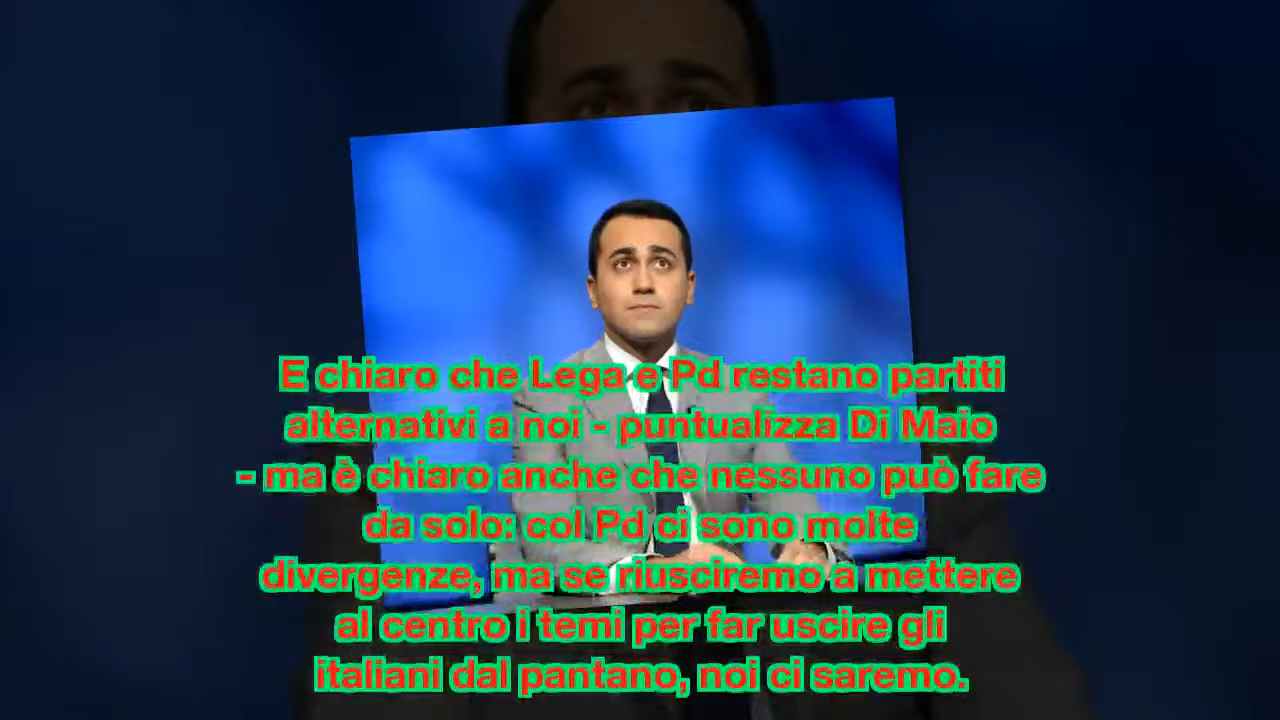 E chiaro che Lega e Pd restano partiti
alternativi a noi - puntualizza Di Maio
- ma è chiaro anche che nessuno può fare
da solo: col Pd ci sono molte
divergenze, ma se riusciremo a mettere
al centro i temi per far uscire gli
italiani dal pantano, noi ci saremo.